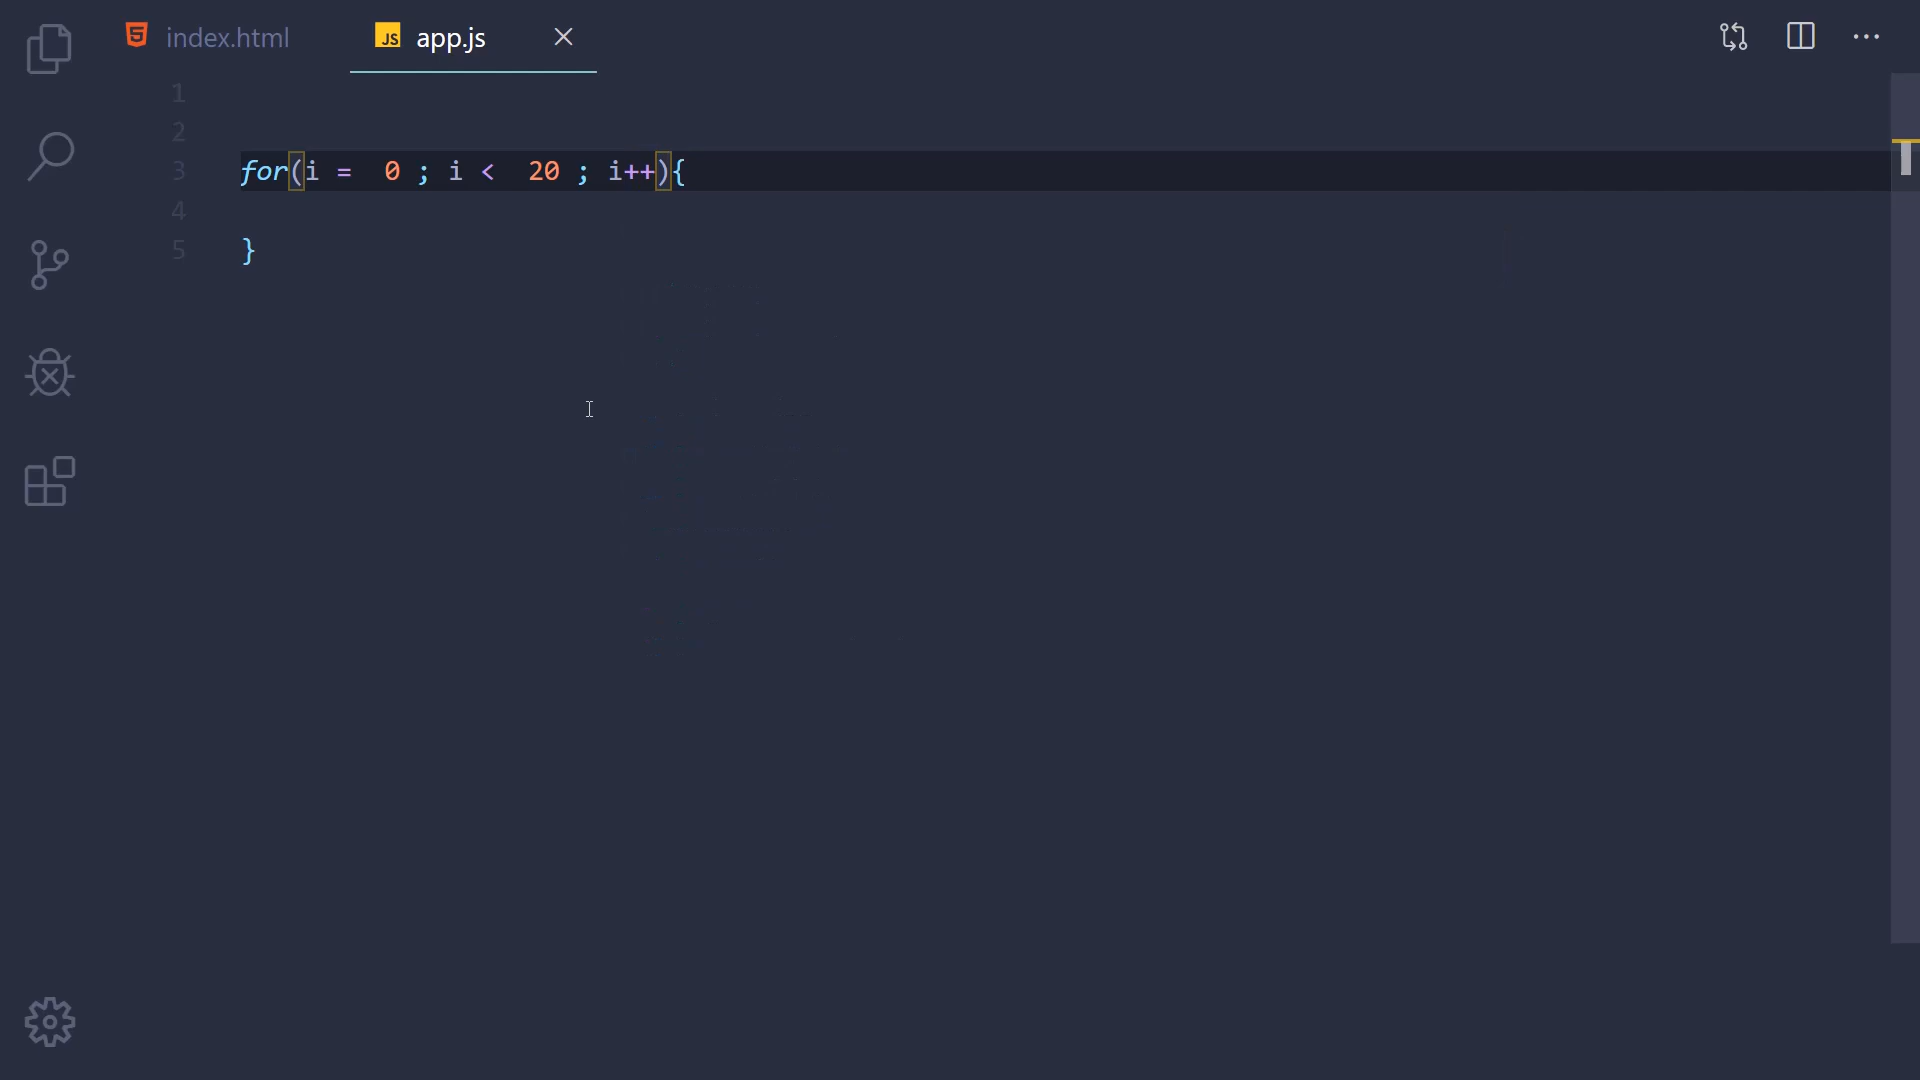 index.html
JS app.js
1
2
3 for(i =  0 ; i <  20 ; i++){
4
5 }